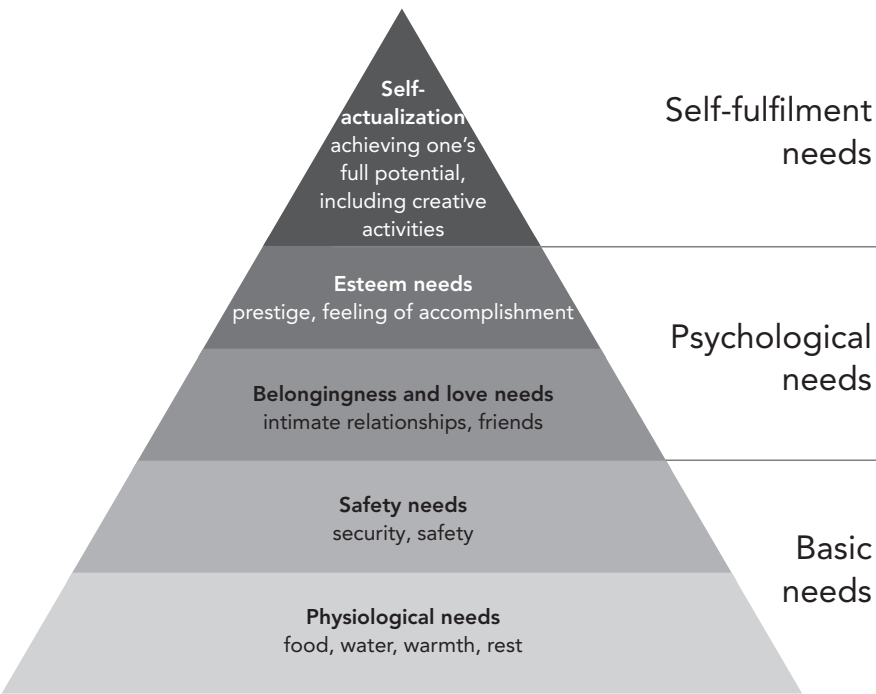 Self-
actualization
achieving one’s
full potential,
including creative
activities
Self-fulfilment
needs
Esteem needs
prestige, feeling of accomplishment
Psychological
needs
Belongingness and love needs
intimate relationships, friends
Safety needs
security, safety
Basic
needs
Physiological needs
food, water, warmth, rest